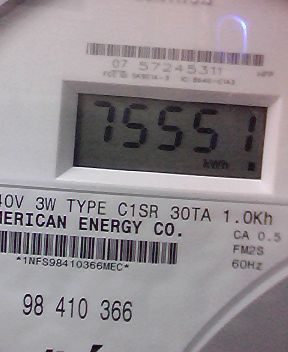 07 57245311
75551
kWh
40V 3W TYPE C1SR 30TA 1.0Kh
MERICAN ENERGY CO.
CA 0.5
FM2S
*1NFS98410366MEC*
60Hz
98 410 366